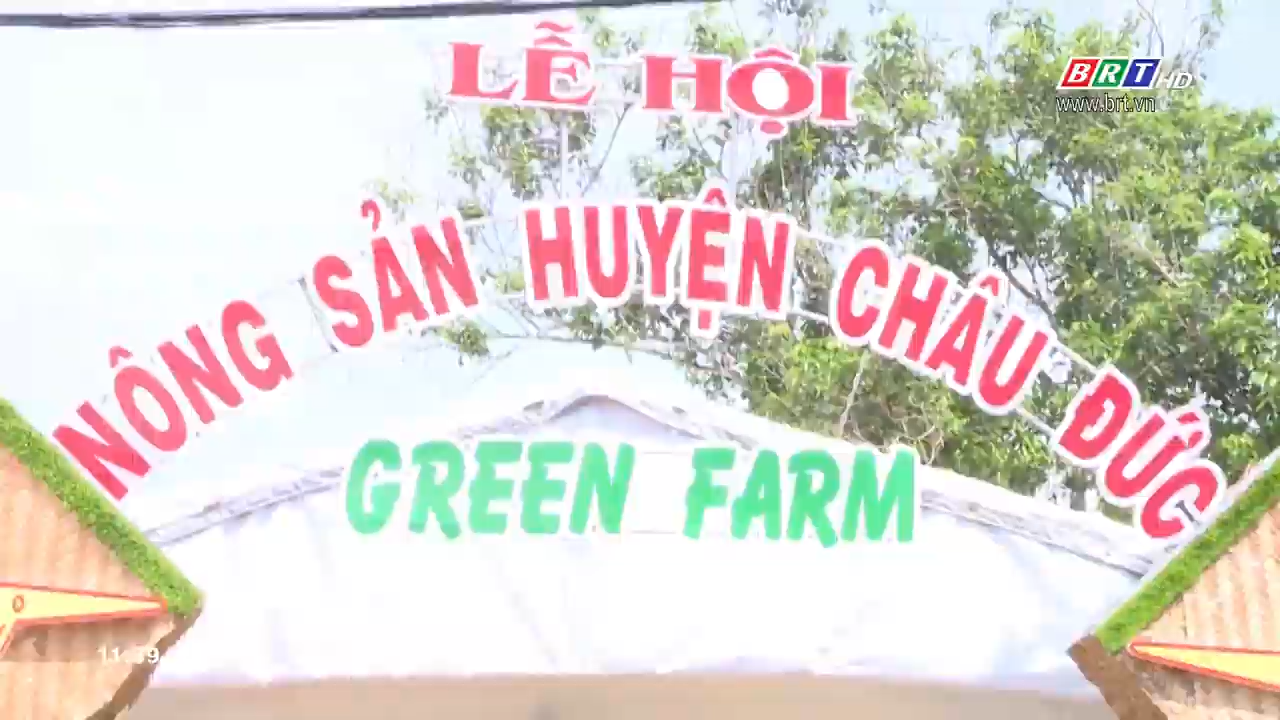 LỄ HỘI
BRT HD
www.brt.vn
NÔNG SẢN HUYỆN CHÂU ĐỨC
GREEN FARM